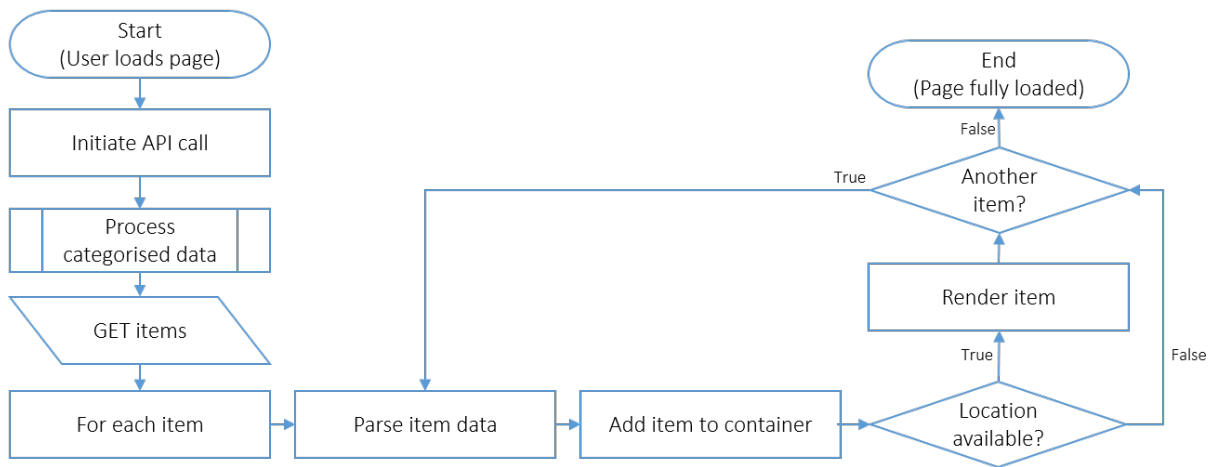 Start
(User loads page)
Initiate API call
Process
categorised data
GET items
For each item
Parse item data
Add item to container
Location
available?
True
False
Render item
Another
item?
True
False
End
(Page fully loaded)